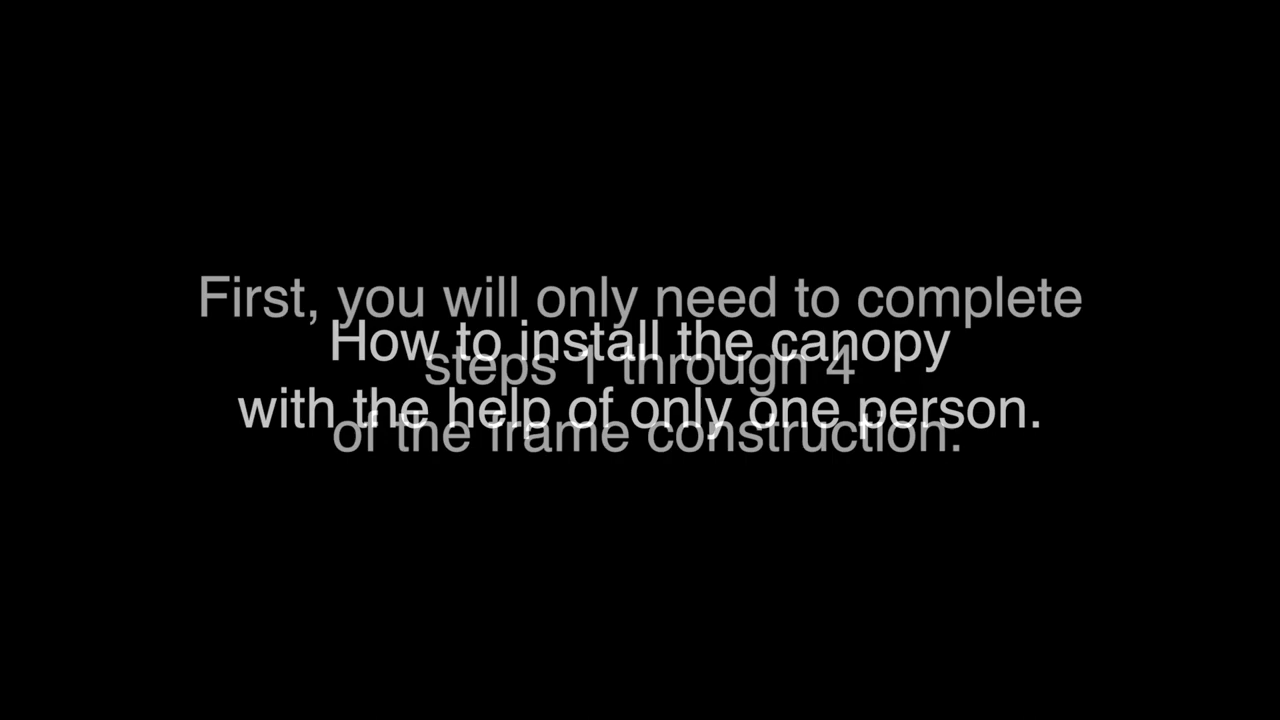 First, you will only need to complete
How to install the canopy
steps 1 through 4
with the help of only one person.
of the frame construction.